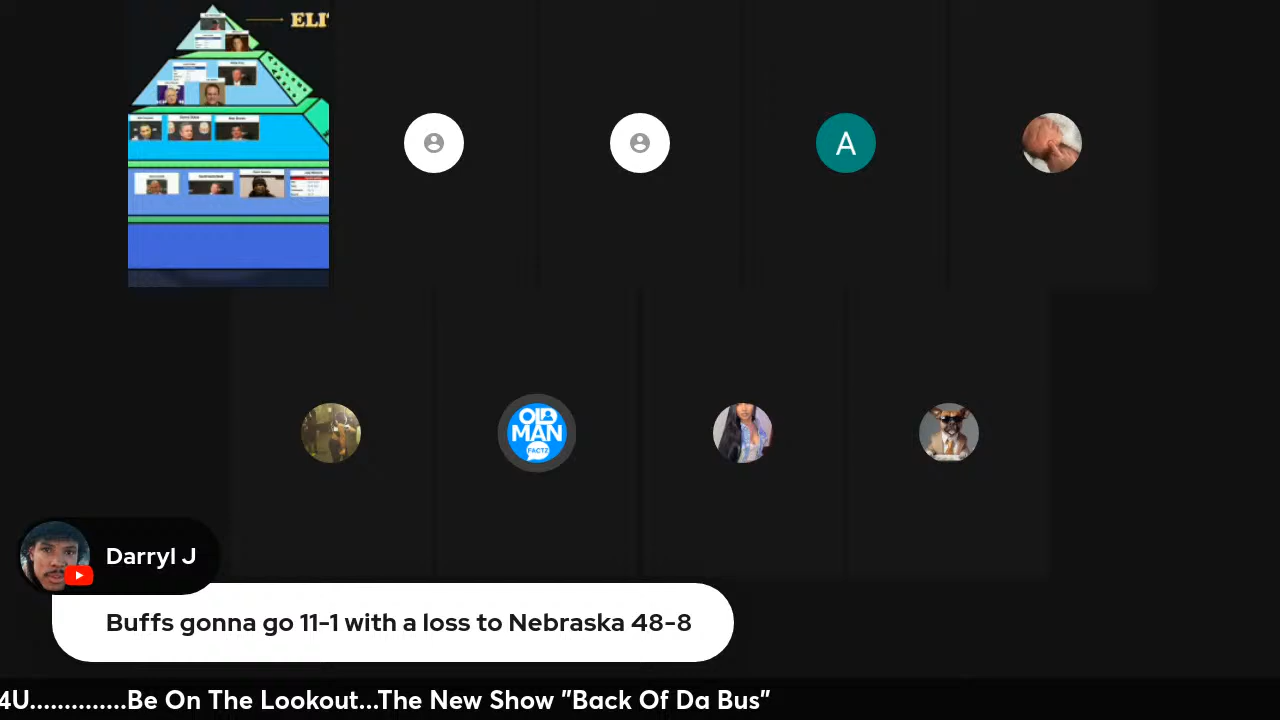 ELI
A
OLD
MAN
FACTZ
Darryl J
Buffs gonna go 11-1 with a loss to Nebraska 48-8
4U.............Be On The Lookout...The New Show "Back Of Da Bus"